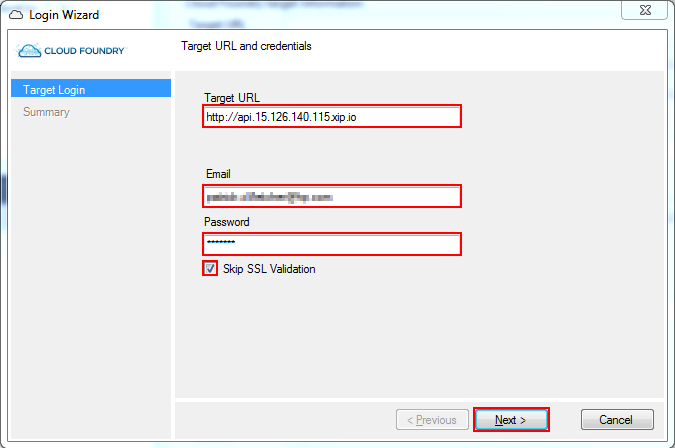 Login Wizard
CLOUD FOUNDRY
Target URL and credentials
Target Login
Summary
Target URL
http://api.15.126.140.115.xip.io
Email
Password
*******
Skip SSL Validation
< Previous
Next >
Cancel